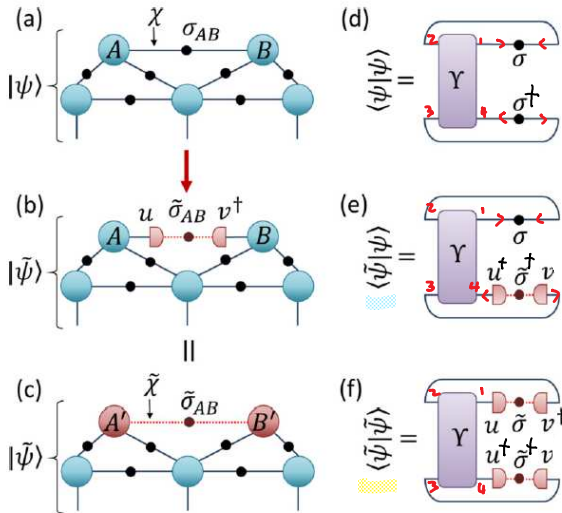 (a)
χ
σ_AB
A
B
|ψ⟩
(b)
u
σ̃_AB
v†
A
B
|ψ̃⟩
=
(c)
χ̃
σ̃_AB
A′
B′
|ψ̃⟩
(d)
⟨ψ|ψ⟩ =
2 1
Υ
σ
σ†
3 4
(e)
⟨ψ̃|ψ⟩ =
2 1
Υ
σ
u† σ̃† v
3 4
(f)
⟨ψ̃|ψ̃⟩ =
2 1
Υ
u σ̃ v†
u† σ̃† v
3 4